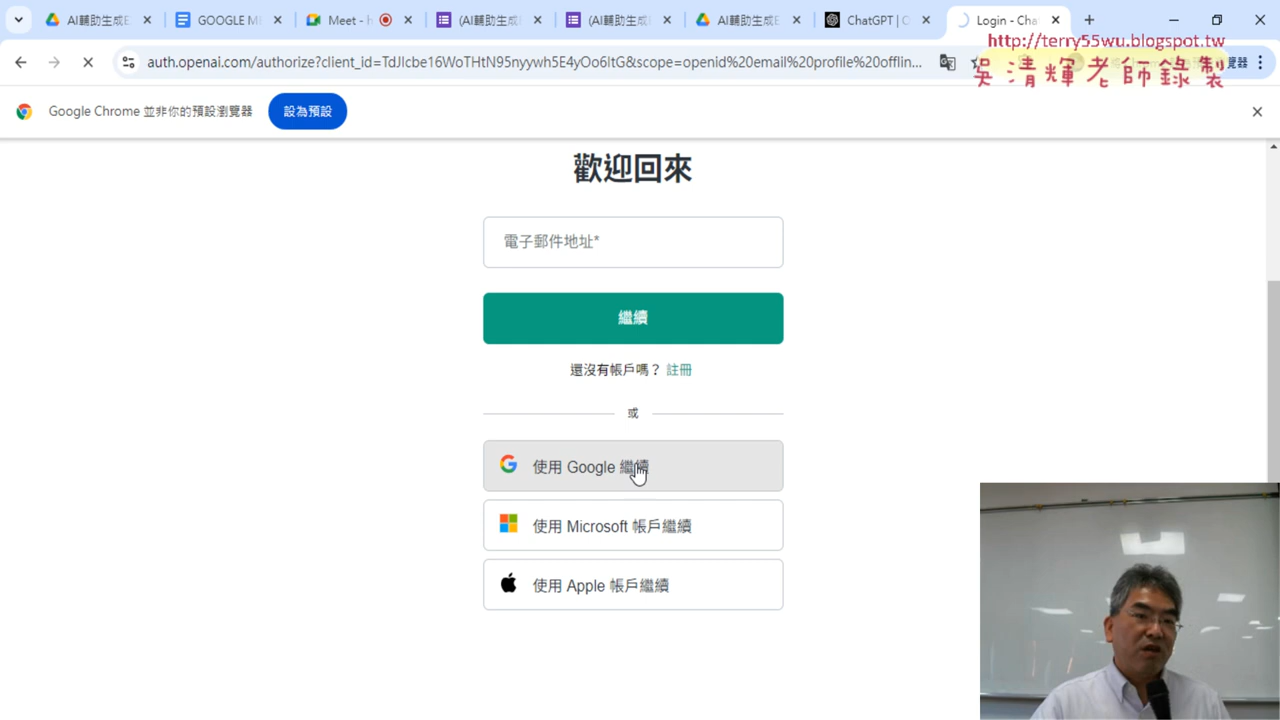 AI輔助生成E
GOOGLE M
Meet - h
(AI輔助生成
(AI輔助生成
AI輔助生成E
ChatGPT | C
Login - Cha
http://terry55wu.blogspot.tw
auth.openai.com/authorize?client_id=TdJIcbe16WoTHtN95nyywh5E4yOo6ItG&scope=openid%20email%20profile%20offlin...
吳清輝老師錄製
覽器
Google Chrome 並非你的預設瀏覽器
設為預設
歡迎回來
電子郵件地址*
繼續
還沒有帳戶嗎？ 註冊
或
使用 Google 繼續
使用 Microsoft 帳戶繼續
使用 Apple 帳戶繼續